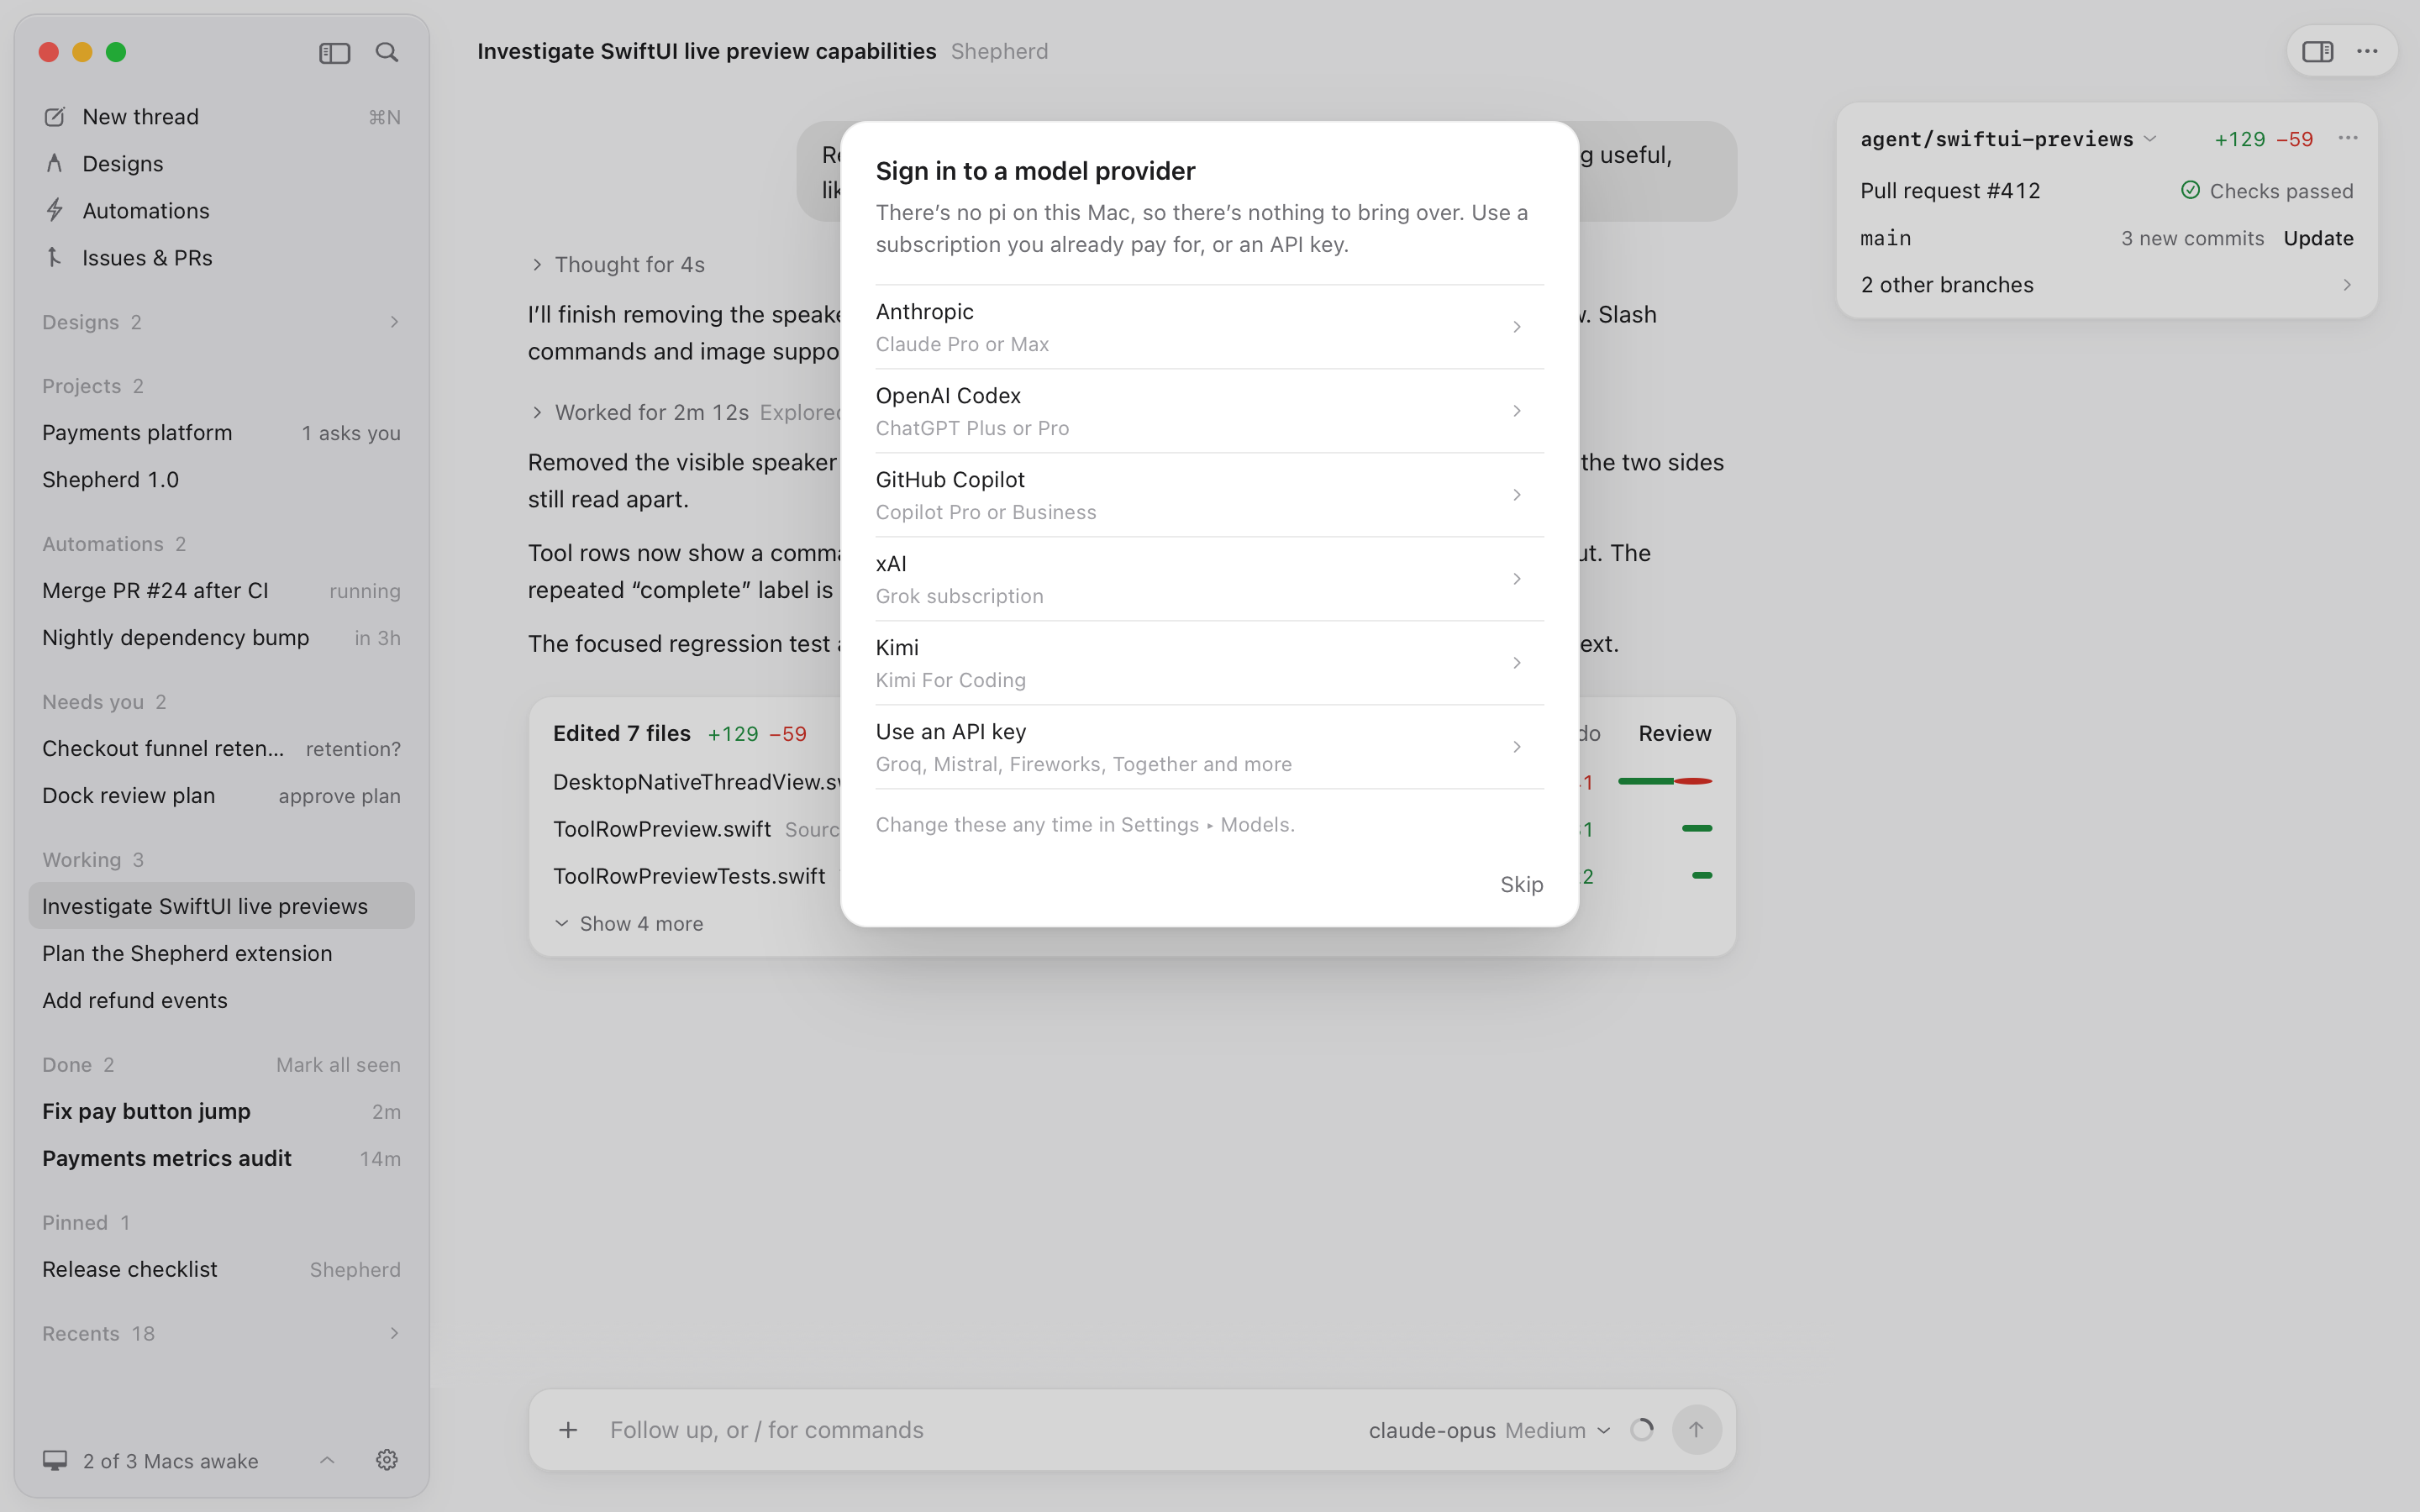 New thread ⌘N
Designs
Automations
Issues & PRs
Designs 2
Projects 2
Payments platform 1 asks you
Shepherd 1.0
Automations 2
Merge PR #24 after CI running
Nightly dependency bump in 3h
Needs you 2
Checkout funnel reten... retention?
Dock review plan approve plan
Working 3
Investigate SwiftUI live previews
Plan the Shepherd extension
Add refund events
Done 2 Mark all seen
Fix pay button jump 2m
Payments metrics audit 14m
Pinned 1
Release checklist Shepherd
Recents 18
2 of 3 Macs awake
Investigate SwiftUI live preview capabilities Shepherd
useful,
Thought for 4s
I’ll finish removing the
Slash
commands and image
Worked for 2m 12s
Removed the visible speaker
the two sides
still read apart.
Tool rows now show a
The
repeated “complete” label is
The focused regression test
Edited 7 files +129 −59
Review
ToolRowPreview.swift
ToolRowPreviewTests.swift
Show 4 more
Sign in to a model provider
There’s no pi on this Mac, so there’s nothing to bring over. Use a
subscription you already pay for, or an API key.
Anthropic
Claude Pro or Max
OpenAI Codex
ChatGPT Plus or Pro
GitHub Copilot
Copilot Pro or Business
xAI
Grok subscription
Kimi
Kimi For Coding
Use an API key
Groq, Mistral, Fireworks, Together and more
Change these any time in Settings ▸ Models.
Skip
Follow up, or / for commands
claude-opus Medium
agent/swiftui-previews +129 −59
Pull request #412 Checks passed
main 3 new commits Update
2 other branches